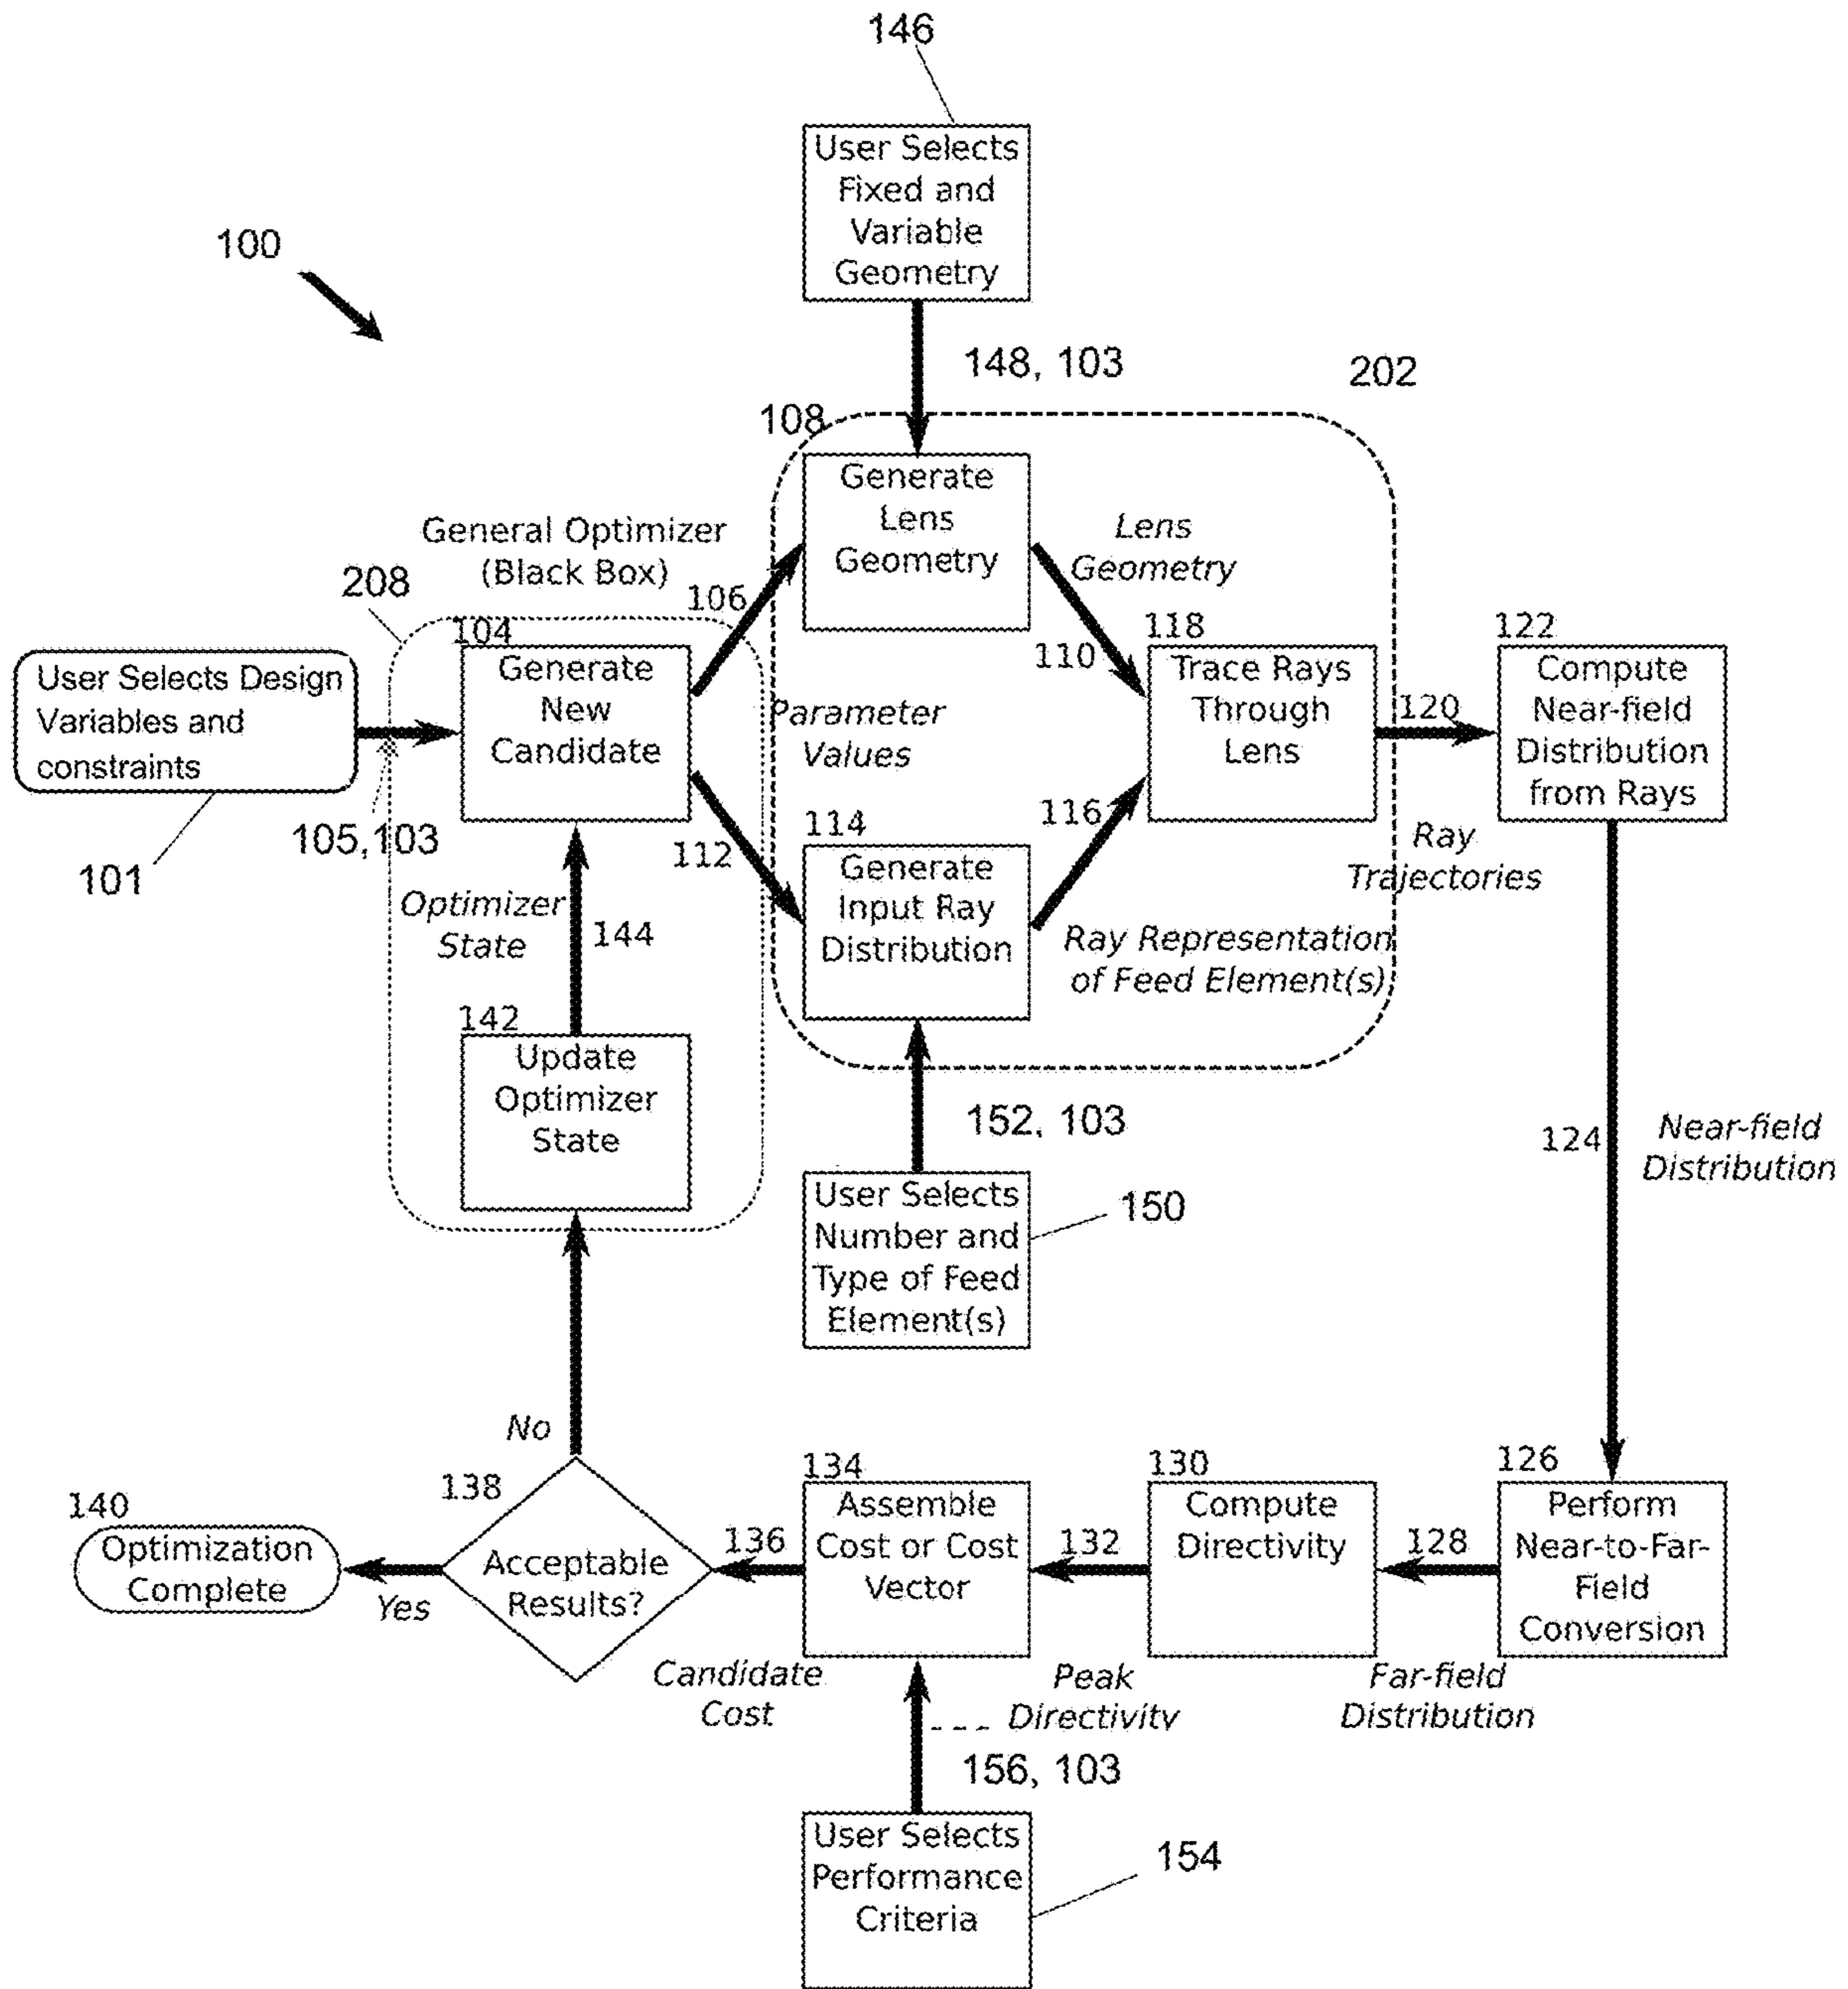 146
User Selects
Fixed and
Variable
Geometry
100
148, 103
202
108
Generate
Lens
Geometry
Lens
Geometry
General Optimizer
(Black Box)
208
106
104
110
118
122
User Selects Design
Variables and
constraints
Generate
New
Candidate
Parameter
Values
Trace Rays
Through
Lens
120
Compute
Near-field
Distribution
from Rays
105,103
101
112
114
116
Generate
Input Ray
Distribution
Ray
Trajectories
Optimizer
State
144
Ray Representation
of Feed Element(s)
142
Update
Optimizer
State
152, 103
124
Near-field
Distribution
User Selects
Number and
Type of Feed
Element(s)
150
No
138
134
130
126
140
Optimization
Complete
Yes
Acceptable
Results?
136
Assemble
Cost or Cost
Vector
132
Compute
Directivity
128
Perform
Near-to-Far-
Field
Conversion
Candidate
Cost
Peak
Directivity
Far-field
Distribution
156, 103
User Selects
Performance
Criteria
154